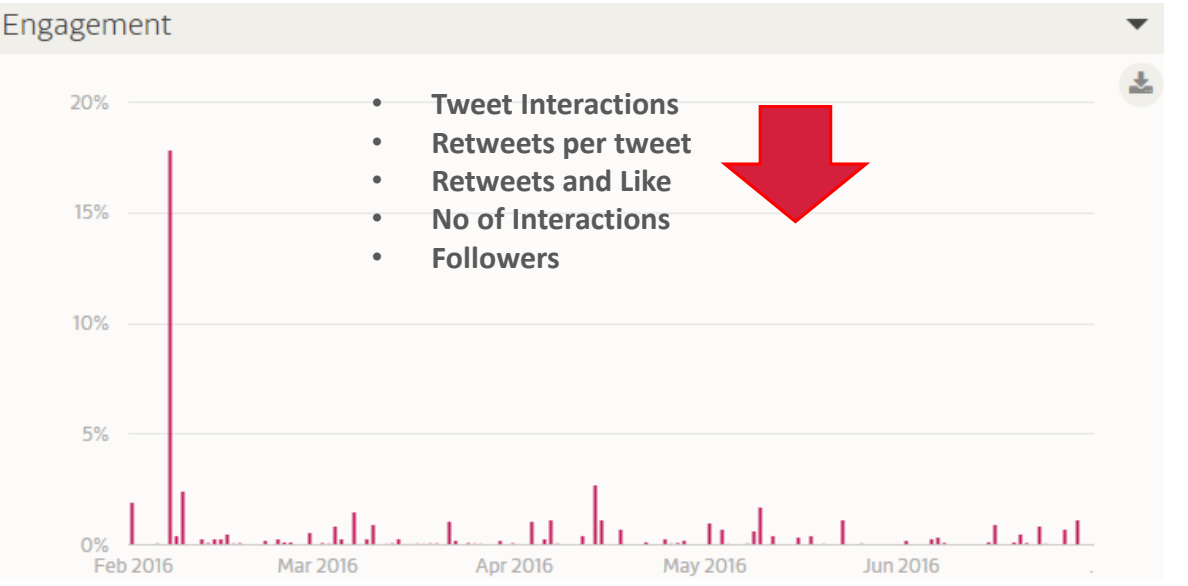 Engagement
20%
• Tweet Interactions
• Retweets per tweet
• Retweets and Like
15%
• No of Interactions
• Followers
10%
5%
0%
Feb 2016 Mar 2016 Apr 2016 May 2016 Jun 2016 .